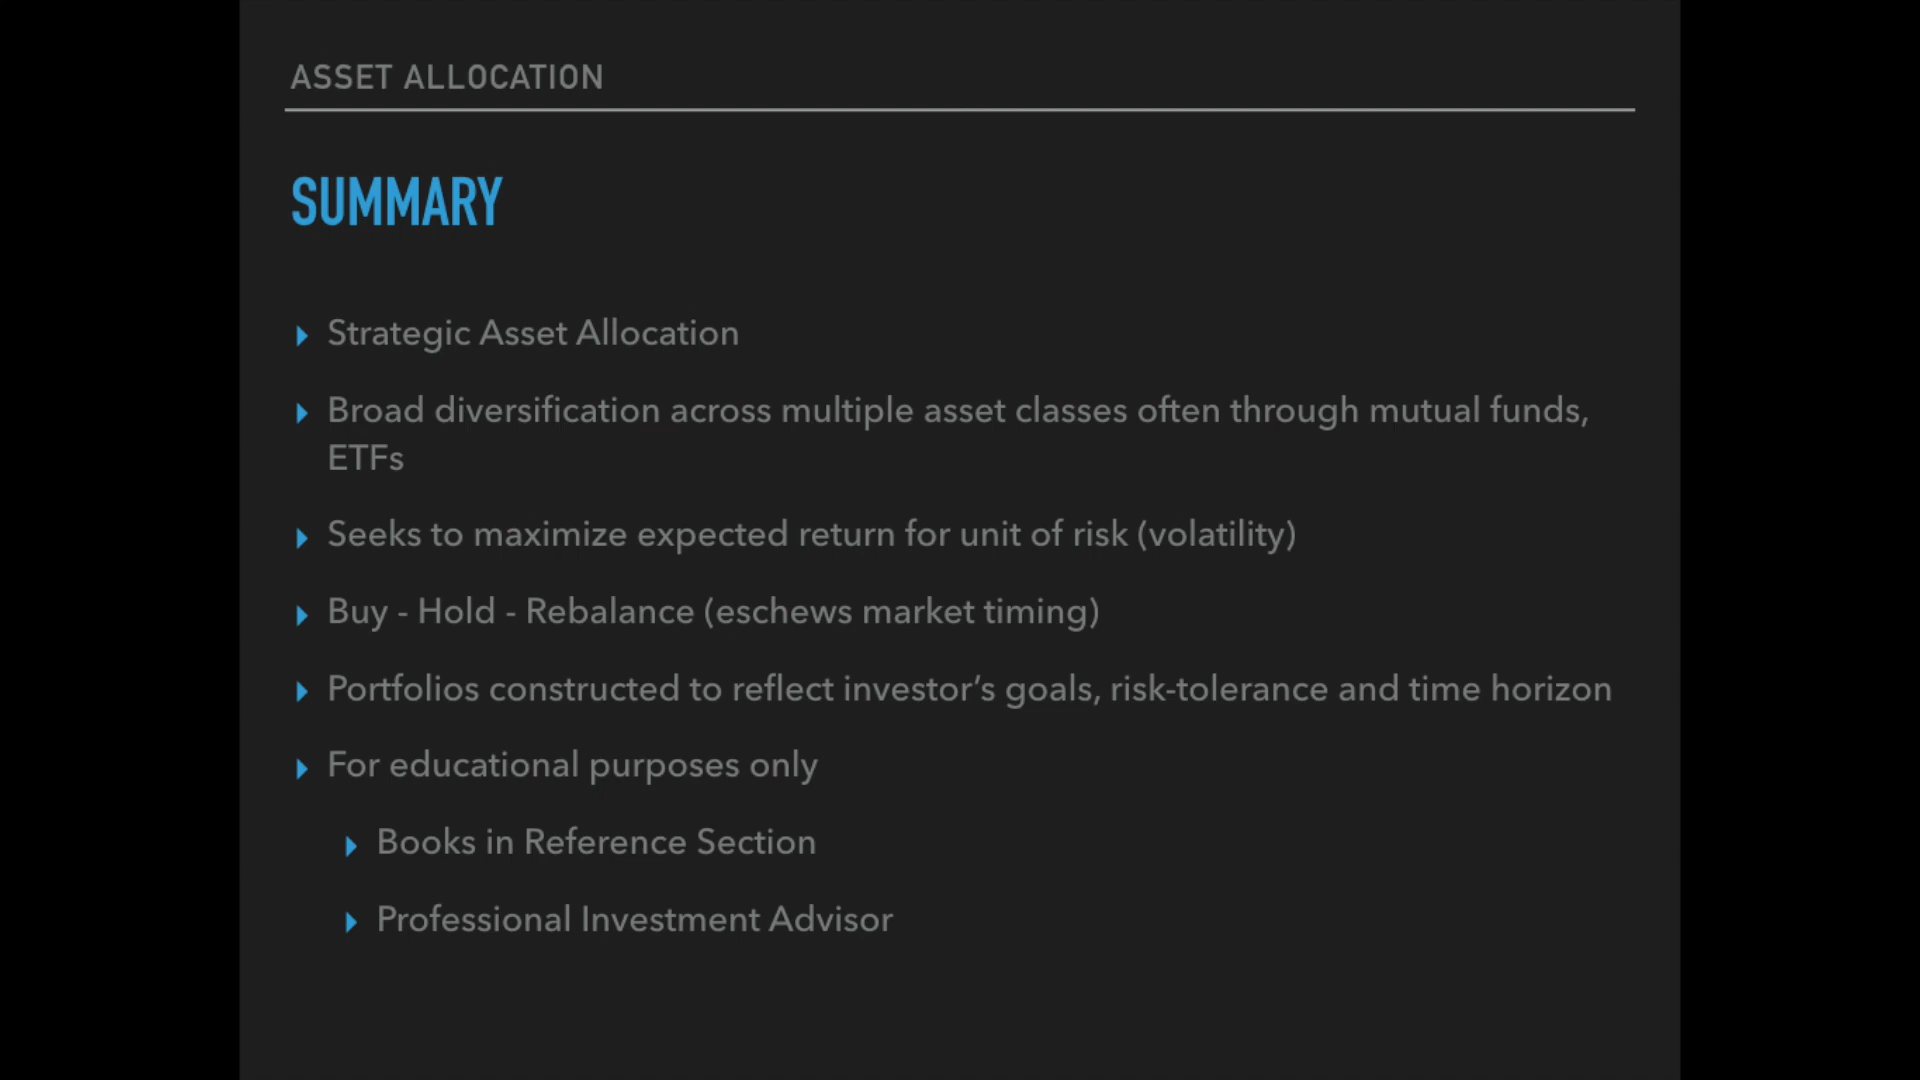 ASSET ALLOCATION
SUMMARY
Strategic Asset Allocation
Broad diversification across multiple asset classes often through mutual funds,
ETFs
Seeks to maximize expected return for unit of risk (volatility)
Buy - Hold - Rebalance (eschews market timing)
Portfolios constructed to reflect investor’s goals, risk-tolerance and time horizon
For educational purposes only
Books in Reference Section
Professional Investment Advisor